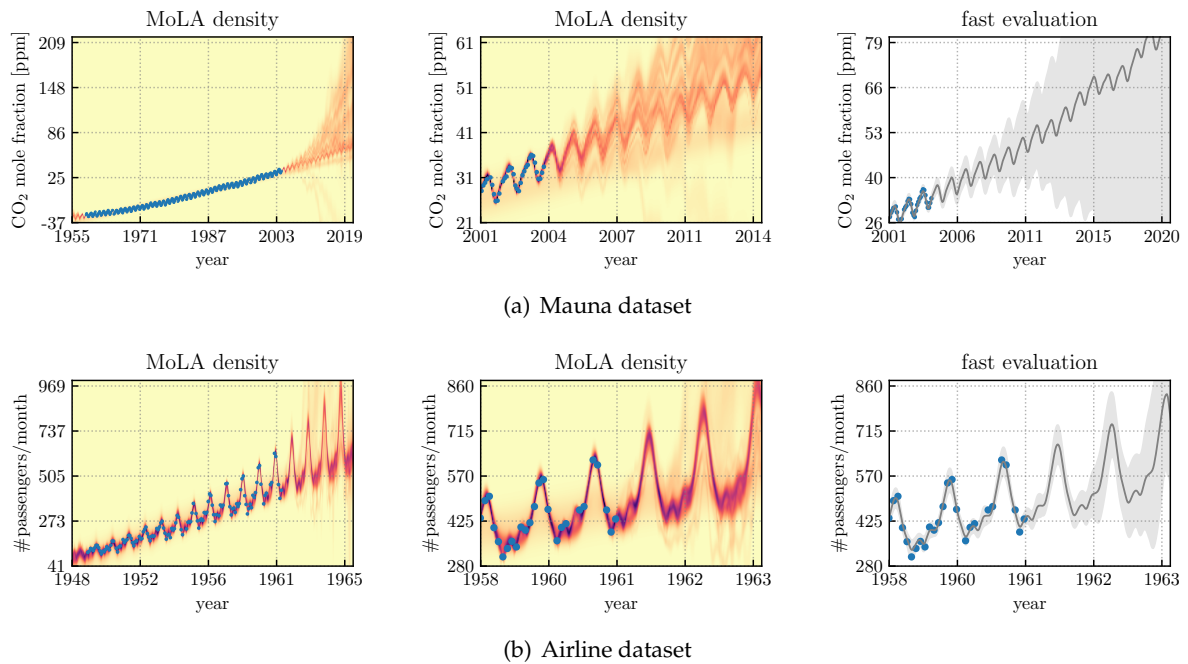 MoLA density
CO2 mole fraction [ppm]
209
148
86
25
-37
1955 1971 1987 2003 2019
year
MoLA density
CO2 mole fraction [ppm]
61
51
41
31
21
2001 2004 2007 2011 2014
year
fast evaluation
CO2 mole fraction [ppm]
79
66
53
40
26
2001 2006 2011 2015 2020
year
(a) Mauna dataset
MoLA density
#passengers/month
969
737
505
273
41
1948 1952 1956 1961 1965
year
MoLA density
#passengers/month
860
715
570
425
280
1958 1960 1961 1962 1963
year
fast evaluation
#passengers/month
860
715
570
425
280
1958 1960 1961 1962 1963
year
(b) Airline dataset